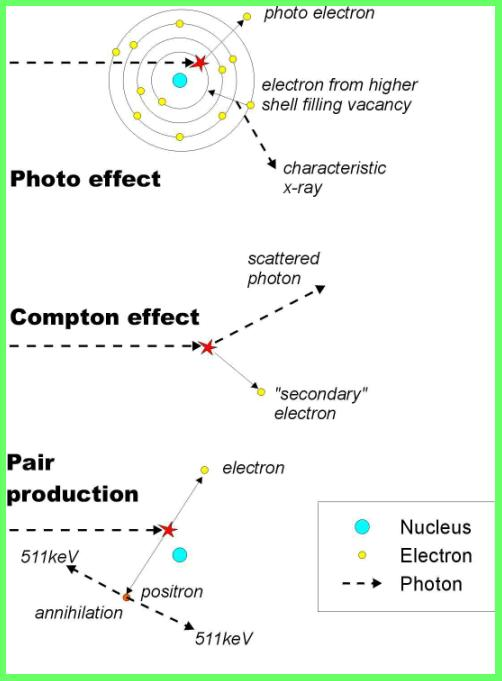 photo electron
electron from higher
shell filling vacancy
characteristic
x-ray
Photo effect
scattered
photon
Compton effect
"secondary"
electron
Pair
production
electron
511keV
positron
annihilation
511keV
Nucleus
Electron
Photon